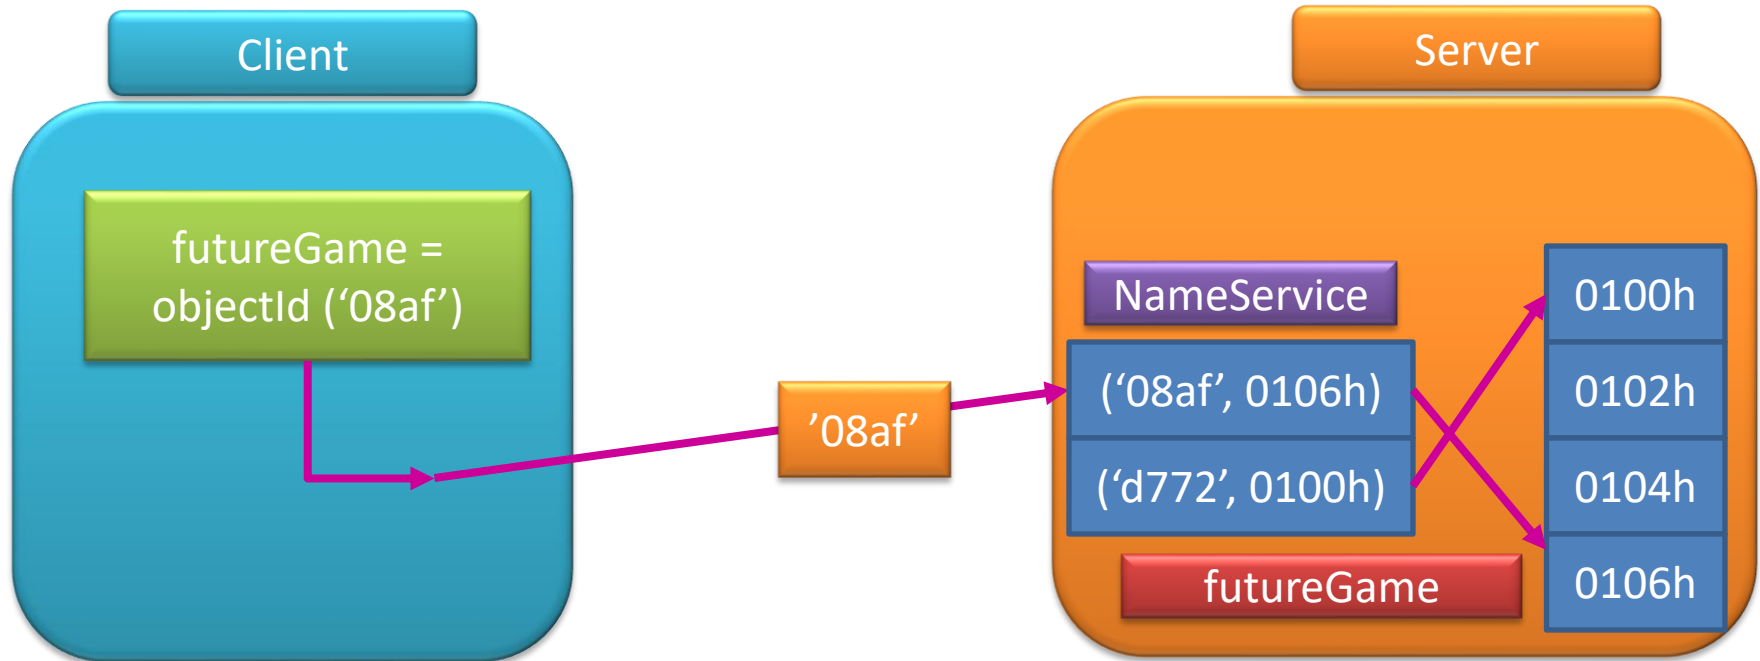 Client
futureGame =
objectId (‘08af’)
’08af’
Server
NameService
(‘08af’, 0106h)
(‘d772’, 0100h)
futureGame
0100h
0102h
0104h
0106h